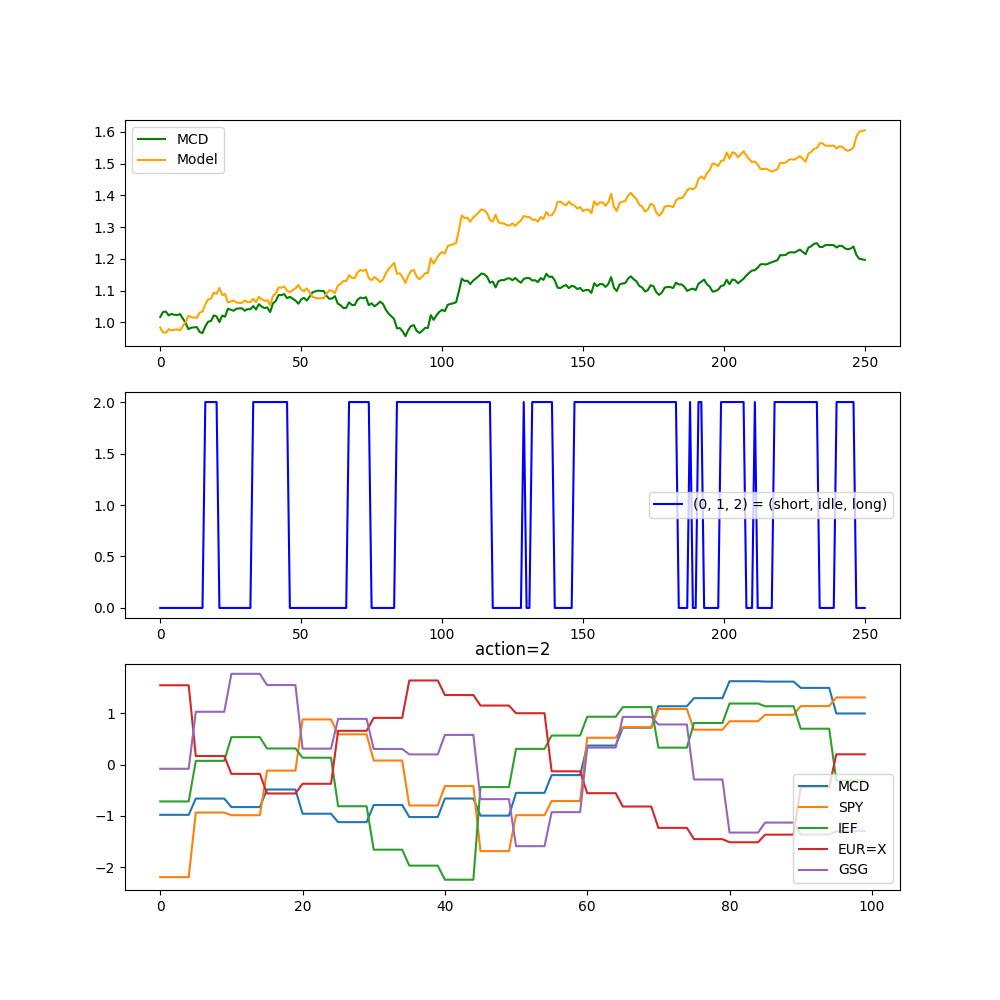 1.6
1.5
1.4
1.3
1.2
1.1
1.0
MCD
Model
0 50 100 150 200 250
2.0
1.5
1.0
0.5
0.0
(0, 1, 2) = (short, idle, long)
0 50 100 150 200 250
action=2
1
0
−1
−2
MCD
SPY
IEF
EUR=X
GSG
0 20 40 60 80 100